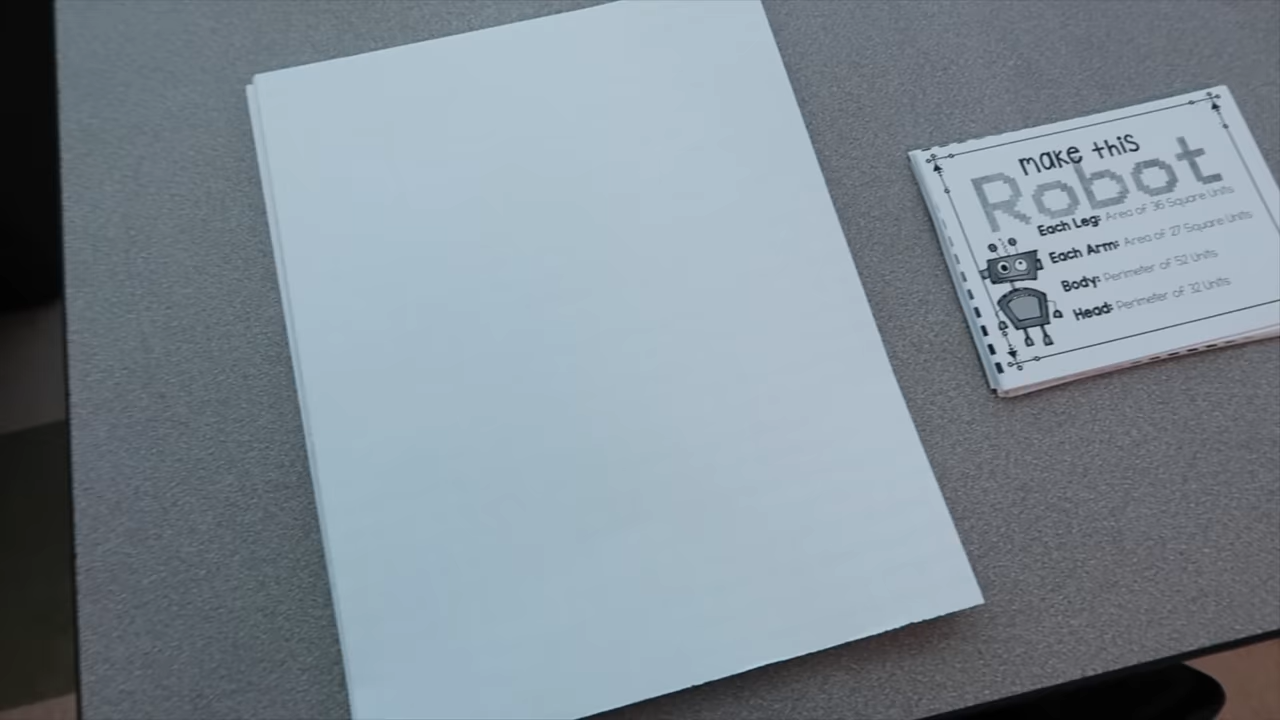 make this
Robot
Each Leg: Area of 36 Square Units
Each Arm: Area of 27 Square Units
Body: Perimeter of 52 Units
Head: Perimeter of 32 Units